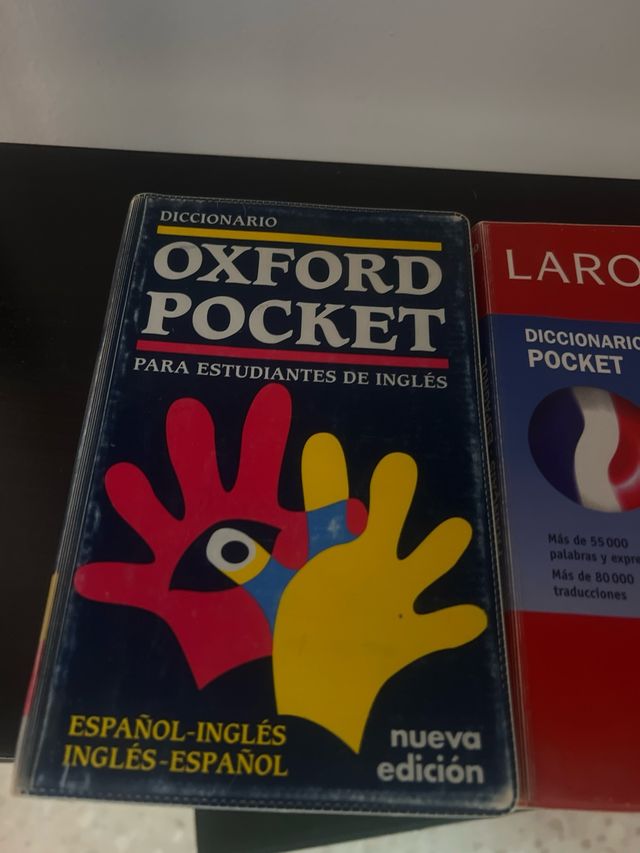 DICCIONARIO
OXFORD
POCKET
PARA ESTUDIANTES DE INGLÉS
ESPAÑOL-INGLÉS
INGLÉS-ESPAÑOL
nueva
edición
LARO
DICCIONARIO
POCKET
Más de 55 000
palabras y expre
Más de 80 000
traducciones